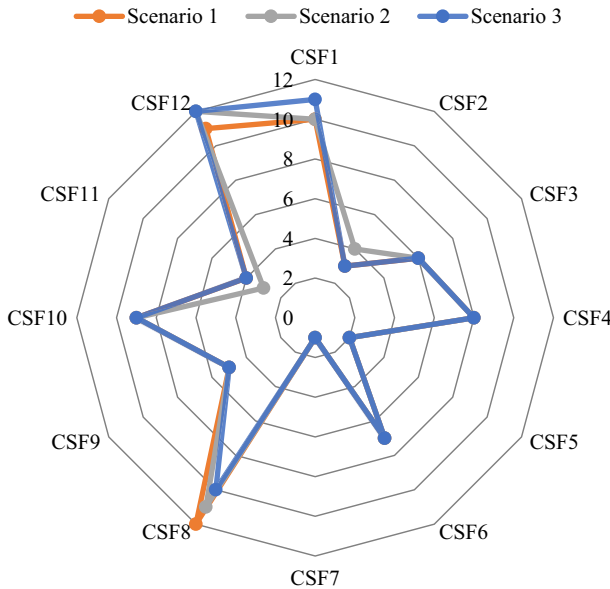 Scenario 1 Scenario 2 Scenario 3
CSF1
12
CSF12 CSF2
10
8
CSF11 CSF3
6
4
2
CSF10 0 CSF4
CSF9 CSF5
CSF8 CSF6
CSF7